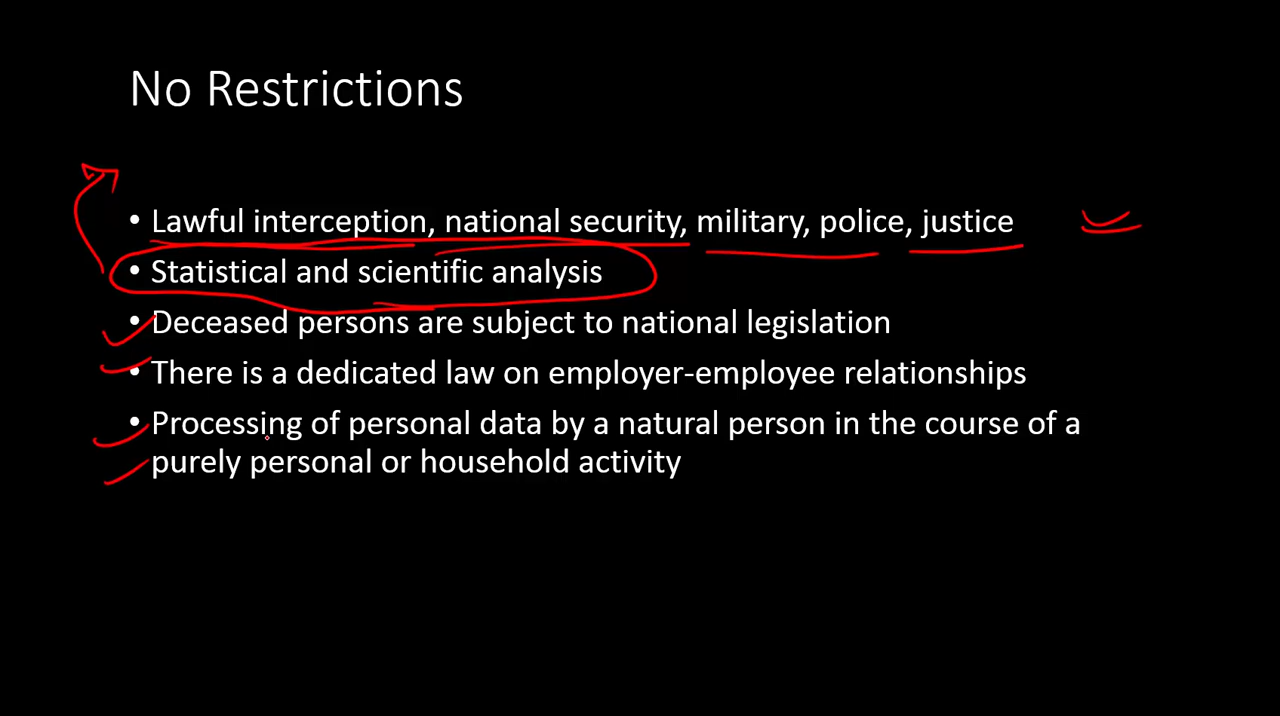 No Restrictions
• Lawful interception, national security, military, police, justice
• Statistical and scientific analysis
• Deceased persons are subject to national legislation
• There is a dedicated law on employer-employee relationships
• Processing of personal data by a natural person in the course of a
purely personal or household activity